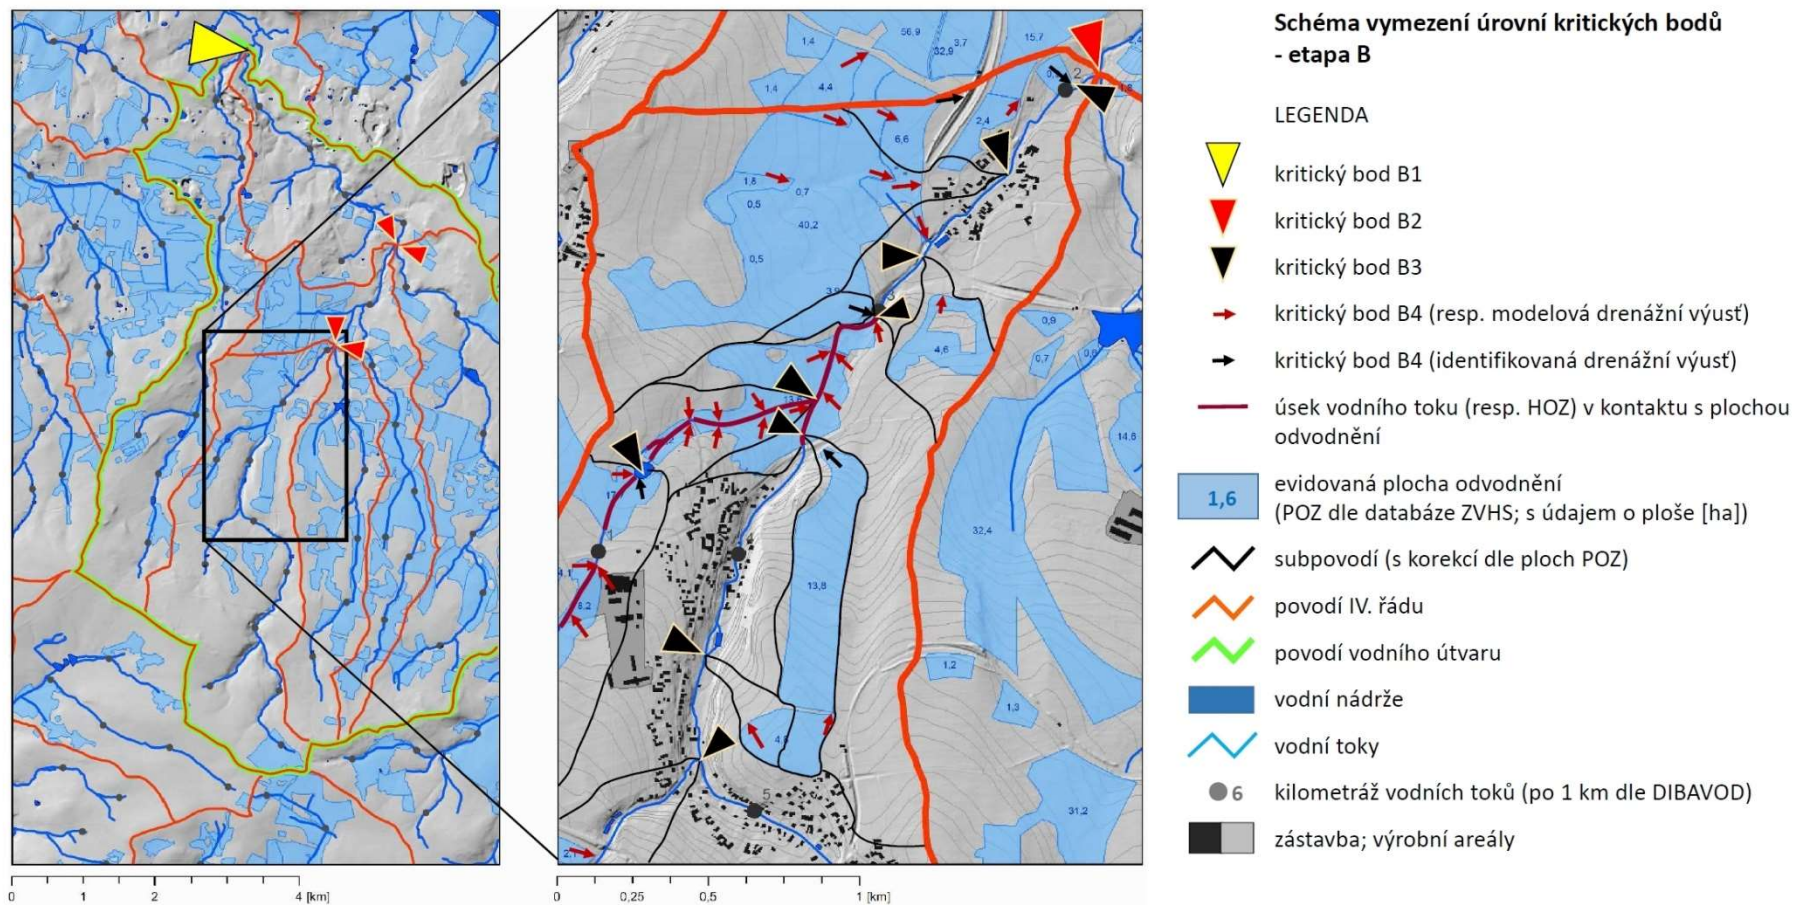 Schéma vymezení úrovní kritických bodů
- etapa B
LEGENDA
kritický bod B1
kritický bod B2
kritický bod B3
kritický bod B4 (resp. modelová drenážní výusť)
kritický bod B4 (identifikovaná drenážní výusť)
úsek vodního toku (resp. HOZ) v kontaktu s plochou
odvodnění
1,6
evidovaná plocha odvodnění
(POZ dle databáze ZVHS; s údajem o ploše [ha])
subpovodí (s korekcí dle ploch POZ)
povodí IV. řádu
povodí vodního útvaru
vodní nádrže
vodní toky
6 kilometráž vodních toků (po 1 km dle DIBAVOD)
zástavba; výrobní areály
1,4
56,9
32,9
3,7
15,7
1,4
4,4
2
2,4
6,6
1,8
0,7
0,5
40,2
0,5
0,9
4,6
0,7
14,8
32,4
1
8,2
13,8
1,2
1,3
5
31,2
0 1 2 4 [km]
0 0,25 0,5 1 [km]